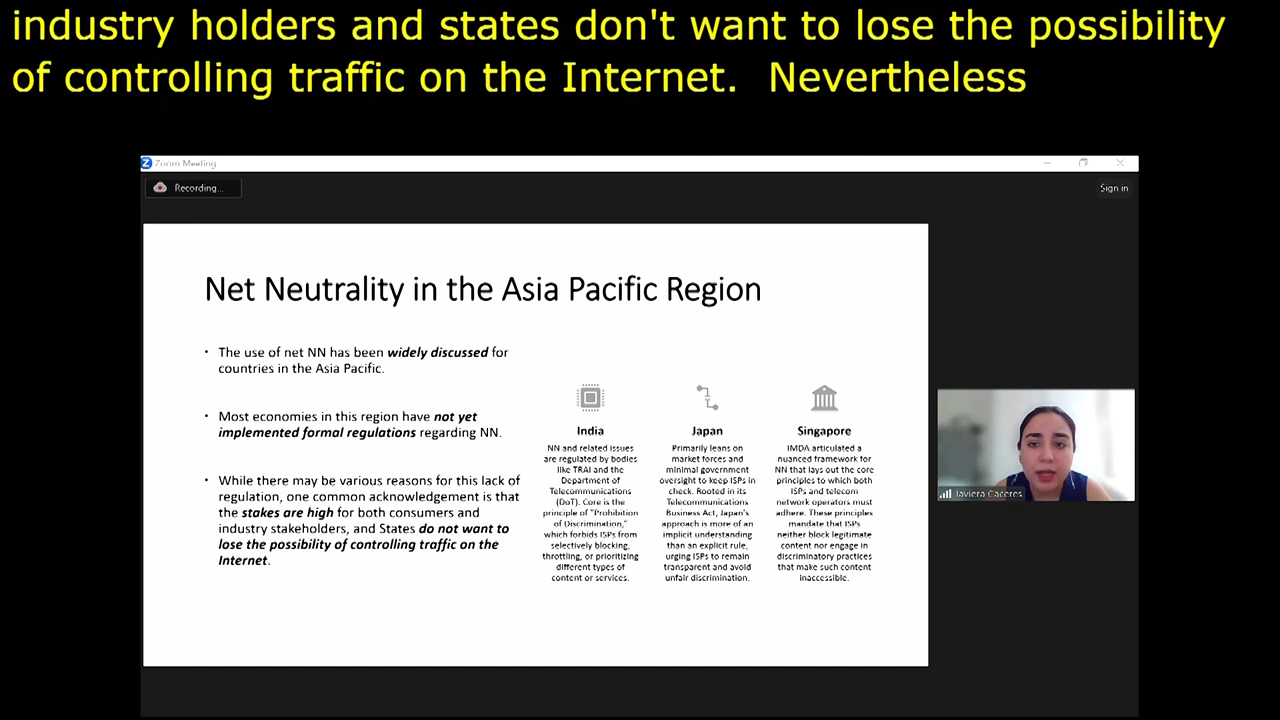 industry holders and states don't want to lose the possibility
of controlling traffic on the Internet.  Nevertheless
Zoom Meeting
Recording...
Sign in
Net Neutrality in the Asia Pacific Region
• The use of net NN has been widely discussed for
countries in the Asia Pacific.
• Most economies in this region have not yet
implemented formal regulations regarding NN.
• While there may be various reasons for this lack of
regulation, one common acknowledgement is that
the stakes are high for both consumers and
industry stakeholders, and States do not want to
lose the possibility of controlling traffic on the
Internet.
India
NN and related issues
are regulated by bodies
like TRAI and the
Department of
Telecommunications
(DoT). Core is the
principle of "Prohibition
of Discrimination,"
which forbids ISPs from
selectively blocking,
throttling, or prioritizing
different types of
content or services.
Japan
Primarily leans on
market forces and
minimal government
oversight to keep ISPs in
check. Rooted in its
Telecommunications
Business Act, Japan's
approach is more of an
implicit understanding
than an explicit rule,
urging ISPs to remain
transparent and avoid
unfair discrimination.
Singapore
IMDA articulated a
nuanced framework for
NN that lays out the core
principles to which both
ISPs and telecom
network operators must
adhere. These principles
mandate that ISPs
neither block legitimate
content nor engage in
discriminatory practices
that make such content
inaccessible.
Javiera Caceres